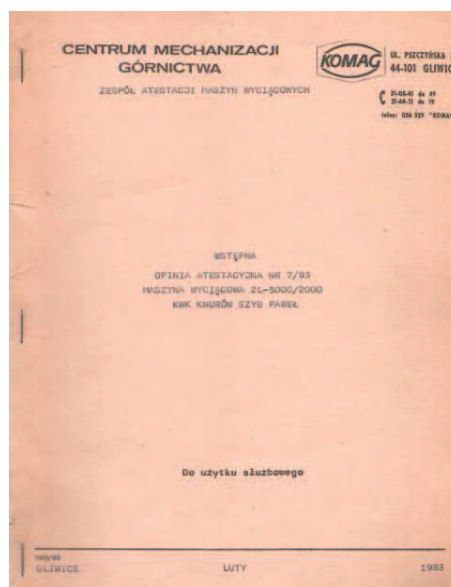 CENTRUM MECHANIZACJI
GÓRNICTWA
ZESPÓŁ ATESTACJI MASZYN WYCIĄGOWYCH
KOMAG
UL. PSZCZYŃSKA
44-101 GLIWIC
WSTĘPNA
OPINIA ATESTACYJNA NR 7/83
MASZYNA WYCIĄGOWA 2L-5000/2000
KWK KNURÓW SZYB PAWEŁ
Do użytku służbowego
GLIWICE LUTY 1983